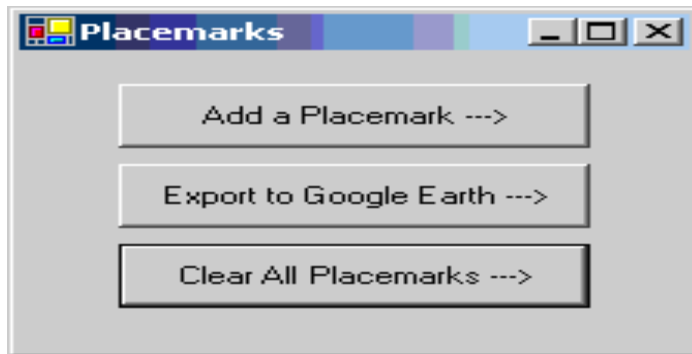 Placemarks
Add a Placemark --->
Export to Google Earth --->
Clear All Placemarks --->